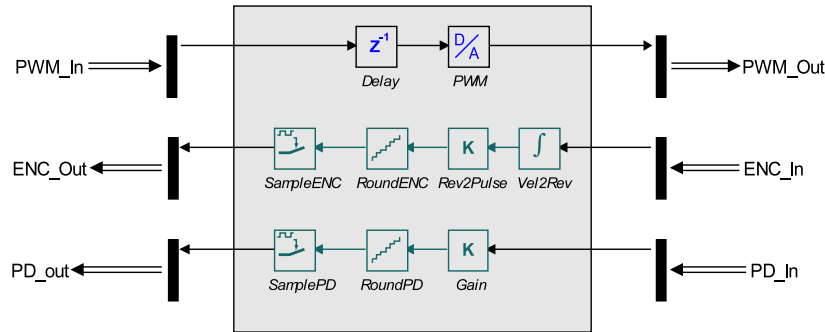 PWM_In
z⁻¹
D/A
PWM_Out
Delay
PWM
ENC_Out
K
∫
ENC_In
SampleENC
RoundENC
Rev2Pulse
Vel2Rev
PD_out
K
PD_In
SamplePD
RoundPD
Gain